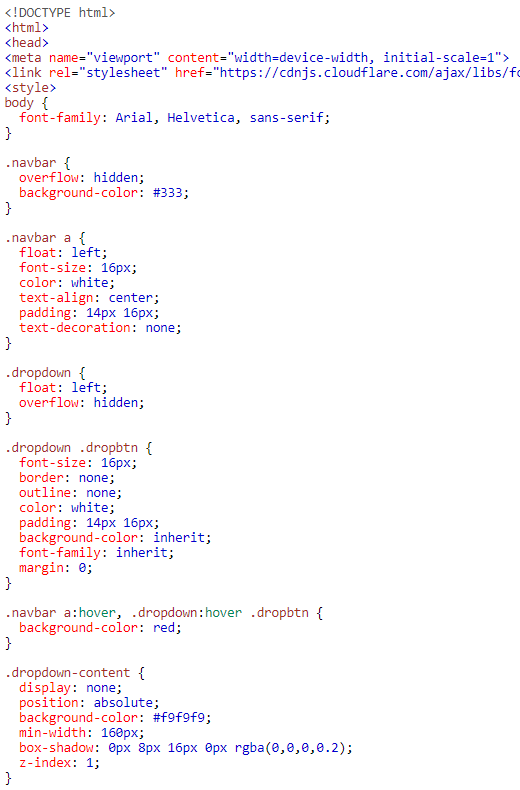 <!DOCTYPE html>
<html>
<head>
<meta name="viewport" content="width=device-width, initial-scale=1">
<link rel="stylesheet" href="https://cdnjs.cloudflare.com/ajax/libs/fo
<style>
body {
  font-family: Arial, Helvetica, sans-serif;
}

.navbar {
  overflow: hidden;
  background-color: #333;
}

.navbar a {
  float: left;
  font-size: 16px;
  color: white;
  text-align: center;
  padding: 14px 16px;
  text-decoration: none;
}

.dropdown {
  float: left;
  overflow: hidden;
}

.dropdown .dropbtn {
  font-size: 16px;
  border: none;
  outline: none;
  color: white;
  padding: 14px 16px;
  background-color: inherit;
  font-family: inherit;
  margin: 0;
}

.navbar a:hover, .dropdown:hover .dropbtn {
  background-color: red;
}

.dropdown-content {
  display: none;
  position: absolute;
  background-color: #f9f9f9;
  min-width: 160px;
  box-shadow: 0px 8px 16px 0px rgba(0,0,0,0.2);
  z-index: 1;
}